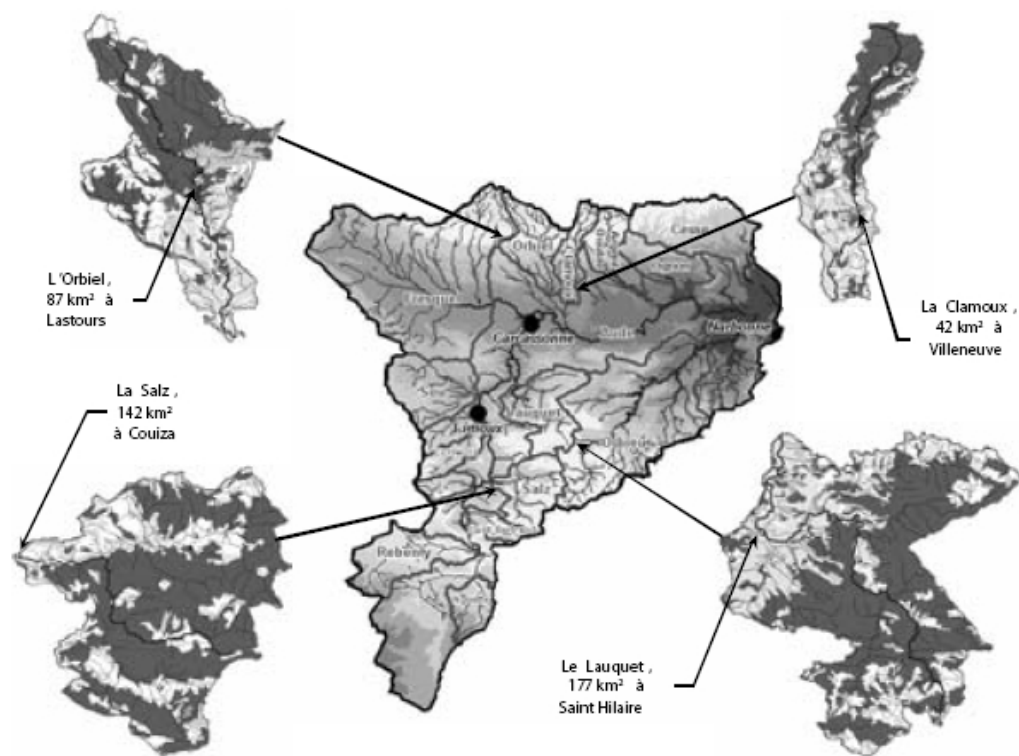 L'Orbiel ,
87 km² à
Lastours
La Clamoux ,
42 km² à
Villeneuve
La Salz ,
142 km²
à Couiza
Le Lauquet ,
177 km² à
Saint Hilaire
Orbiel
Fresquel
Carcassonne
Aude
Narbonne
Limoux
Lauquet
Salz
Rebenty